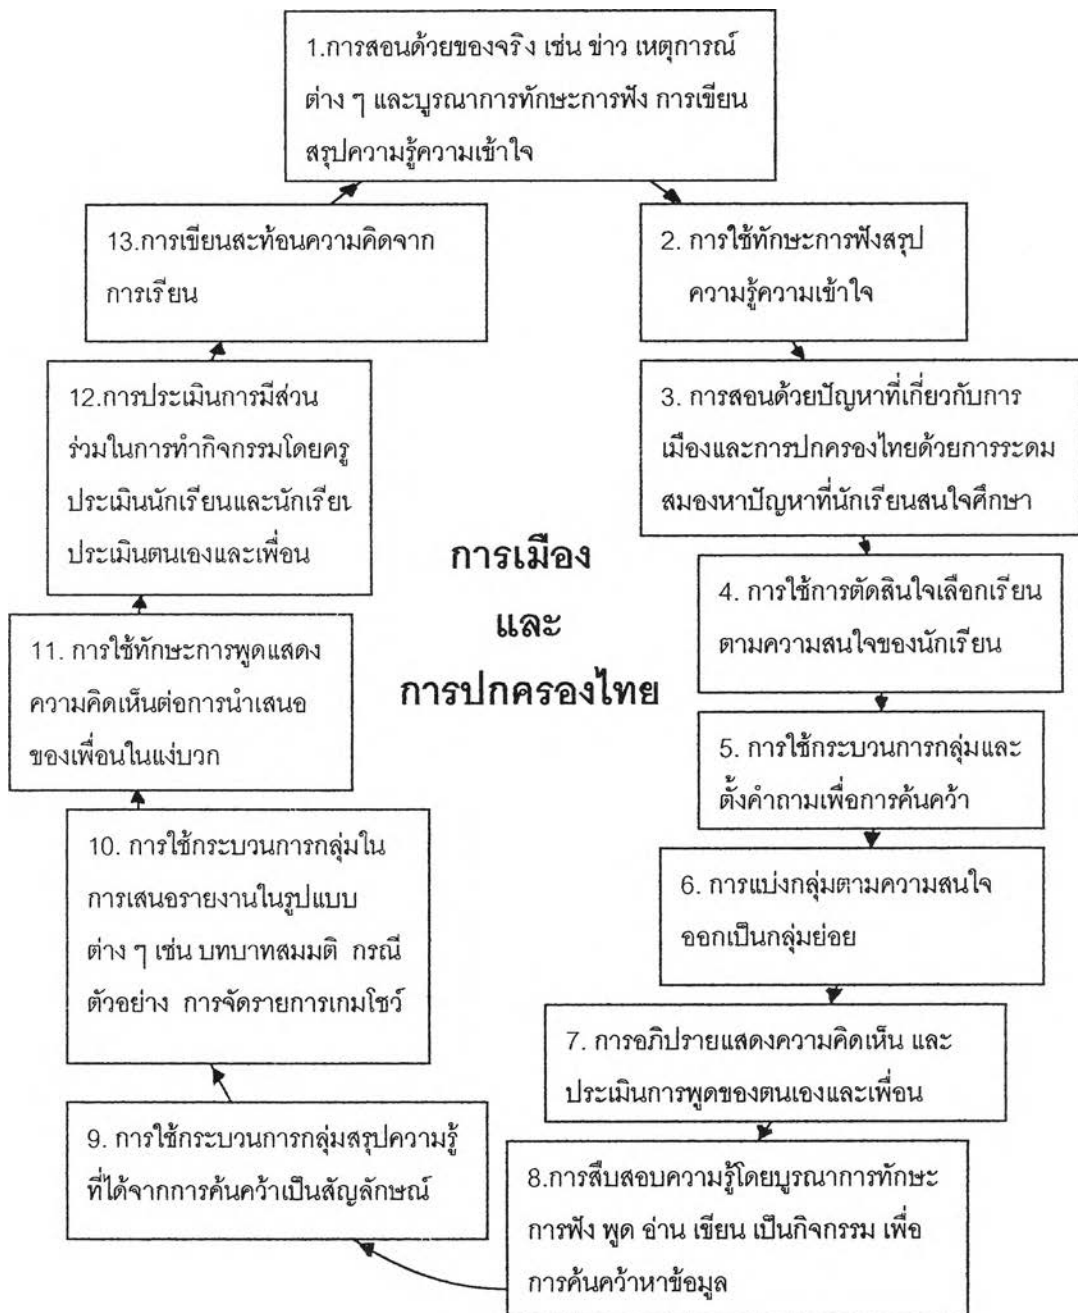 1.การสอนด้วยของจริง เช่น ข่าว เหตุการณ์
ต่าง ๆ และบูรณาการทักษะการฟัง การเขียน
สรุปความรู้ความเข้าใจ
2. การใช้ทักษะการฟังสรุป
ความรู้ความเข้าใจ
3. การสอนด้วยปัญหาที่เกี่ยวกับการ
เมืองและการปกครองไทยด้วยการระดม
สมองหาปัญหาที่นักเรียนสนใจศึกษา
4. การใช้การตัดสินใจเลือกเรียน
ตามความสนใจของนักเรียน
5. การใช้กระบวนการกลุ่มและ
ตั้งคำถามเพื่อการค้นคว้า
6. การแบ่งกลุ่มตามความสนใจ
ออกเป็นกลุ่มย่อย
7. การอภิปรายแสดงความคิดเห็น และ
ประเมินการพูดของตนเองและเพื่อน
8.การสืบสอบความรู้โดยบูรณาการทักษะ
การฟัง พูด อ่าน เขียน เป็นกิจกรรม เพื่อ
การค้นคว้าหาข้อมูล
9. การใช้กระบวนการกลุ่มสรุปความรู้
ที่ได้จากการค้นคว้าเป็นสัญลักษณ์
10. การใช้กระบวนการกลุ่มใน
การเสนอรายงานในรูปแบบ
ต่าง ๆ เช่น บทบาทสมมติ กรณี
ตัวอย่าง การจัดรายการเกมโชว์
11. การใช้ทักษะการพูดแสดง
ความคิดเห็นต่อการนำเสนอ
ของเพื่อนในแง่บวก
12.การประเมินการมีส่วน
ร่วมในการทำกิจกรรมโดยครู
ประเมินนักเรียนและนักเรียน
ประเมินตนเองและเพื่อน
13.การเขียนสะท้อนความคิดจาก
การเรียน
การเมือง
และ
การปกครองไทย